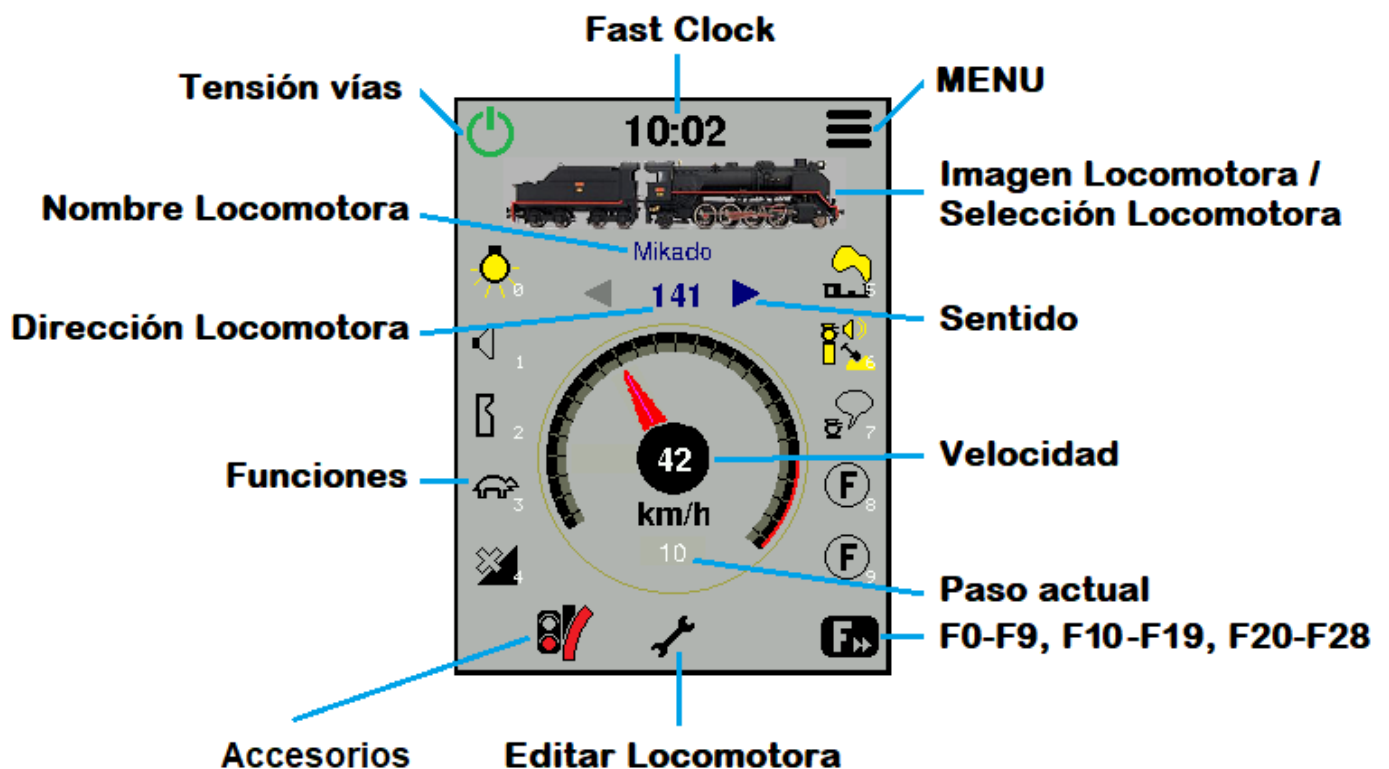 Fast Clock
Tensión vías
MENU
10:02
Imagen Locomotora /
Selección Locomotora
Nombre Locomotora
Mikado
0
5
Dirección Locomotora
141
Sentido
1
6
2
7
Funciones
42
Velocidad
3
F
8
km/h
10
4
F
9
Paso actual
F
F0-F9, F10-F19, F20-F28
Accesorios
Editar Locomotora